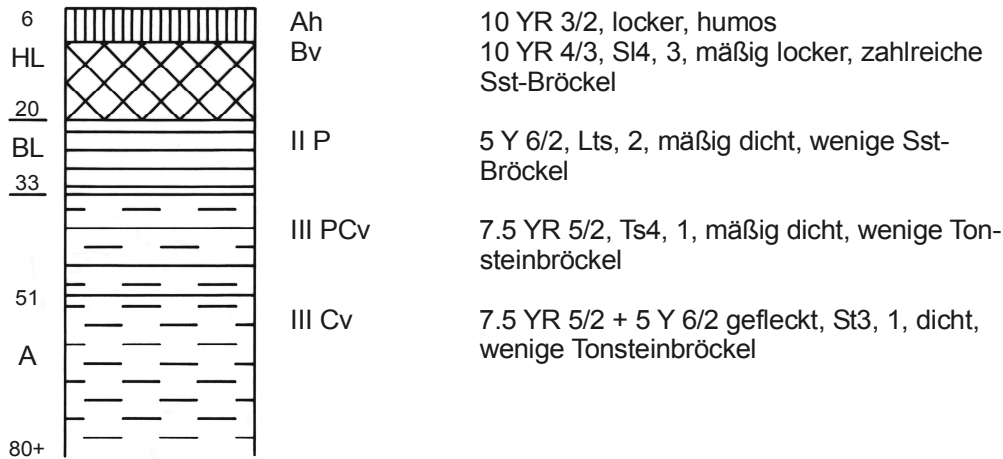 6
Ah
10 YR 3/2, locker, humos
HL
Bv
10 YR 4/3, Sl4, 3, mäßig locker, zahlreiche
Sst-Bröckel
20
BL
II P
5 Y 6/2, Lts, 2, mäßig dicht, wenige Sst-
Bröckel
33
III PCv
7.5 YR 5/2, Ts4, 1, mäßig dicht, wenige Ton-
steinbröckel
51
III Cv
7.5 YR 5/2 + 5 Y 6/2 gefleckt, St3, 1, dicht,
wenige Tonsteinbröckel
A
80+